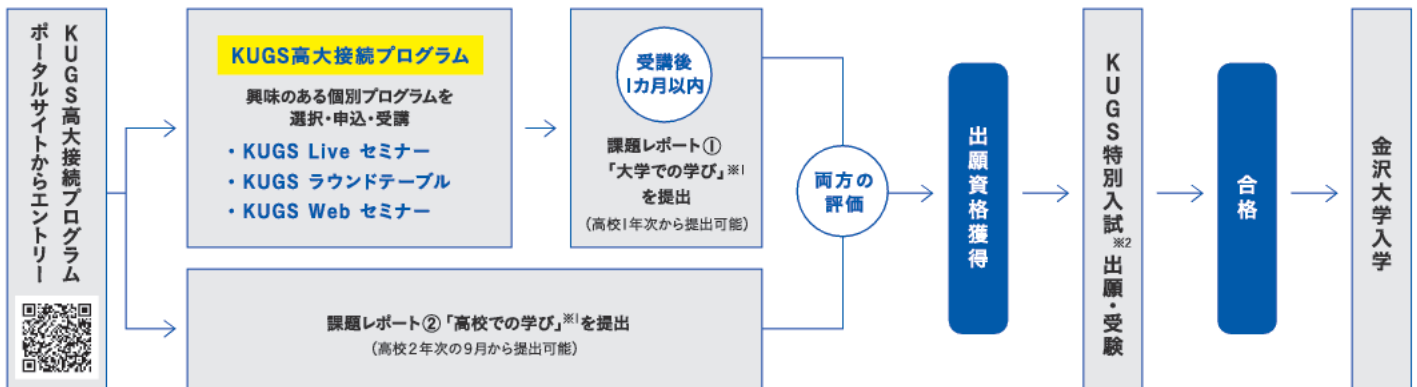 KUGS高大接続プログラム
ポータルサイトからエントリー
KUGS高大接続プログラム
興味のある個別プログラムを
選択・申込・受講
・KUGS Live セミナー
・KUGS ラウンドテーブル
・KUGS Web セミナー
受講後
1カ月以内
課題レポート①
「大学での学び」※1
を提出
(高校1年次から提出可能)
課題レポート②「高校での学び」※1を提出
(高校2年次の9月から提出可能)
両方の
評価
出願資格獲得
KUGS特別入試※2出願・受験
合格
金沢大学入学